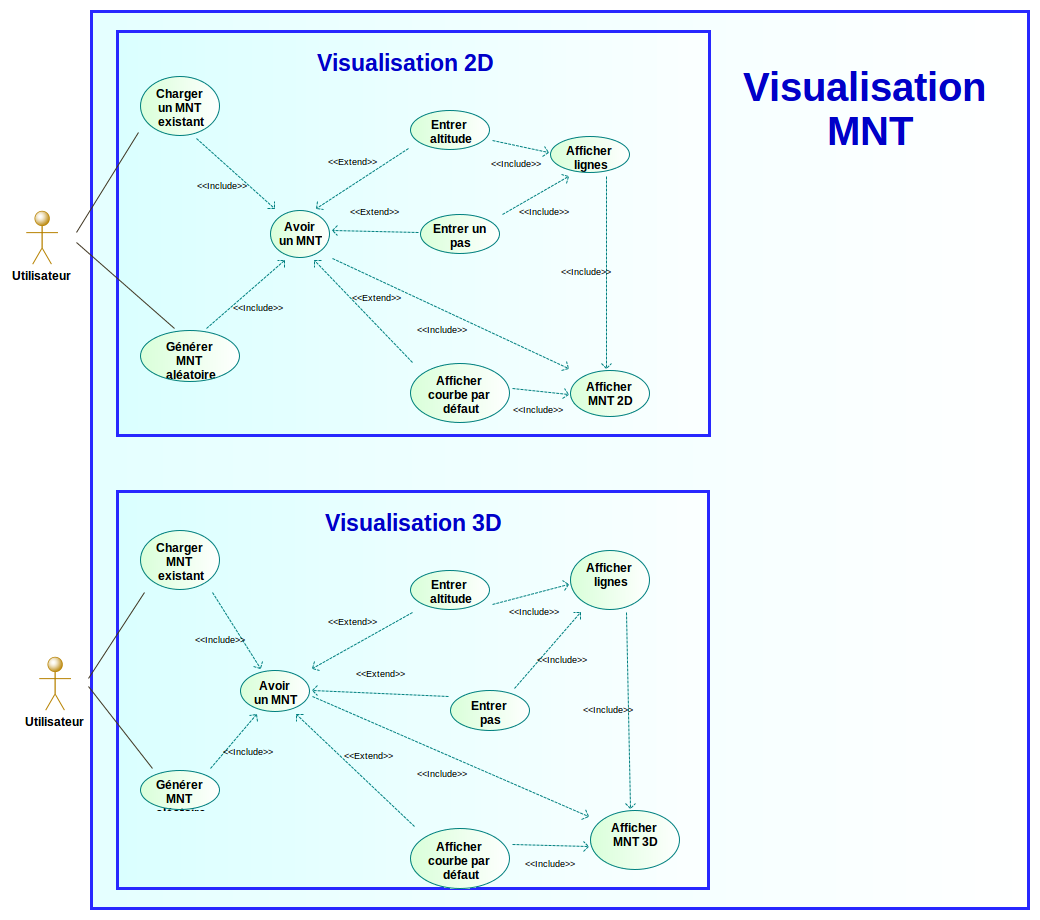 Visualisation 2D
Visualisation
MNT
Charger
un MNT
existant
Entrer
altitude
Afficher
lignes
<<Extend>>
<<Include>>
<<Include>>
<<Extend>>
<<Include>>
Avoir
un MNT
Entrer un
pas
Utilisateur
<<Include>>
<<Extend>>
<<Include>>
<<Include>>
Générer
MNT
aléatoire
Afficher
courbe par
défaut
Afficher
MNT 2D
<<Include>>
Visualisation 3D
Charger
MNT
existant
Entrer
altitude
Afficher
lignes
<<Include>>
<<Extend>>
<<Include>>
<<Include>>
<<Extend>>
Avoir
un MNT
Entrer
pas
<<Include>>
Utilisateur
<<Include>>
<<Extend>>
<<Include>>
Générer
MNT
Afficher
courbe par
défaut
Afficher
MNT 3D
<<Include>>